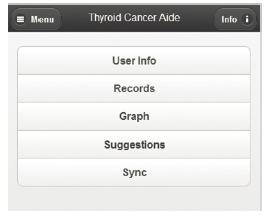 Menu Thyroid Cancer Aide Info i
User Info
Records
Graph
Suggestions
Sync